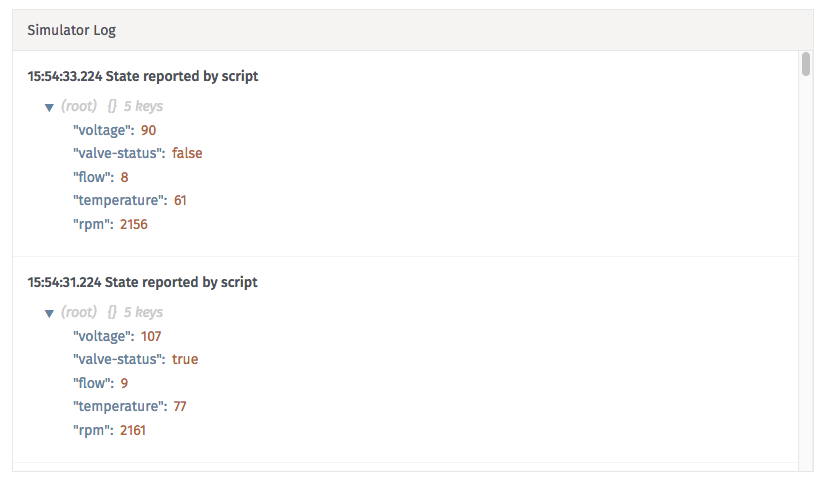 Simulator Log
15:54:33.224 State reported by script
▼ (root) {} 5 keys
"voltage": 90
"valve-status": false
"flow": 8
"temperature": 61
"rpm": 2156
15:54:31.224 State reported by script
▼ (root) {} 5 keys
"voltage": 107
"valve-status": true
"flow": 9
"temperature": 77
"rpm": 2161